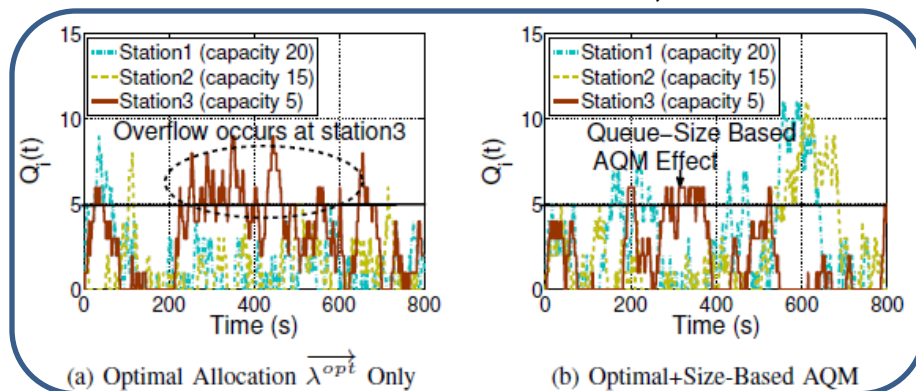 15
Station1 (capacity 20)
Station2 (capacity 15)
Station3 (capacity 5)
Overflow occurs at station3
10
5
0
Q_i(t)
0 200 400 600 800
Time (s)
(a) Optimal Allocation \overrightarrow{λ^{opt}} Only
15
Station1 (capacity 20)
Station2 (capacity 15)
Station3 (capacity 5)
Queue-Size Based
AQM Effect
10
5
0
Q_i(t)
0 200 400 600 800
Time (s)
(b) Optimal+Size-Based AQM